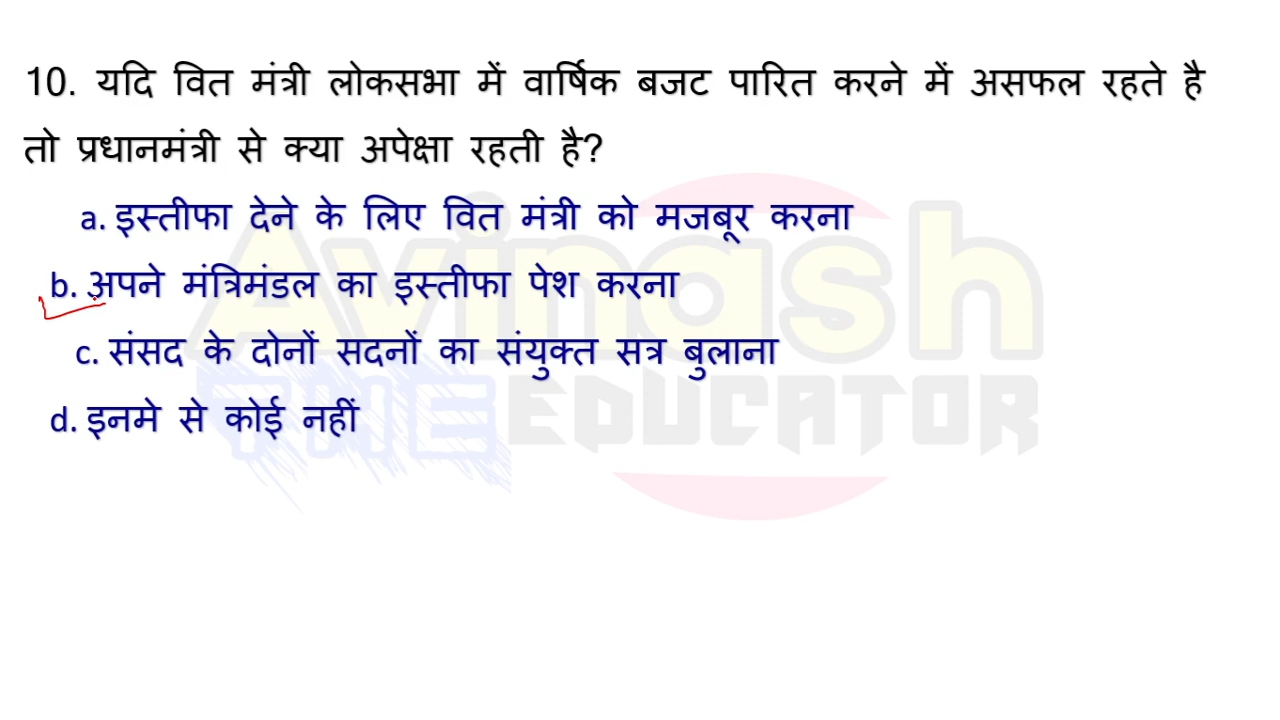 10. यदि वित मंत्री लोकसभा में वार्षिक बजट पारित करने में असफल रहते है
तो प्रधानमंत्री से क्या अपेक्षा रहती है?
a. इस्तीफा देने के लिए वित मंत्री को मजबूर करना
b. अपने मंत्रिमंडल का इस्तीफा पेश करना
c. संसद के दोनों सदनों का संयुक्त सत्र बुलाना
d. इनमे से कोई नहीं
Avinash
THE EDUCATOR